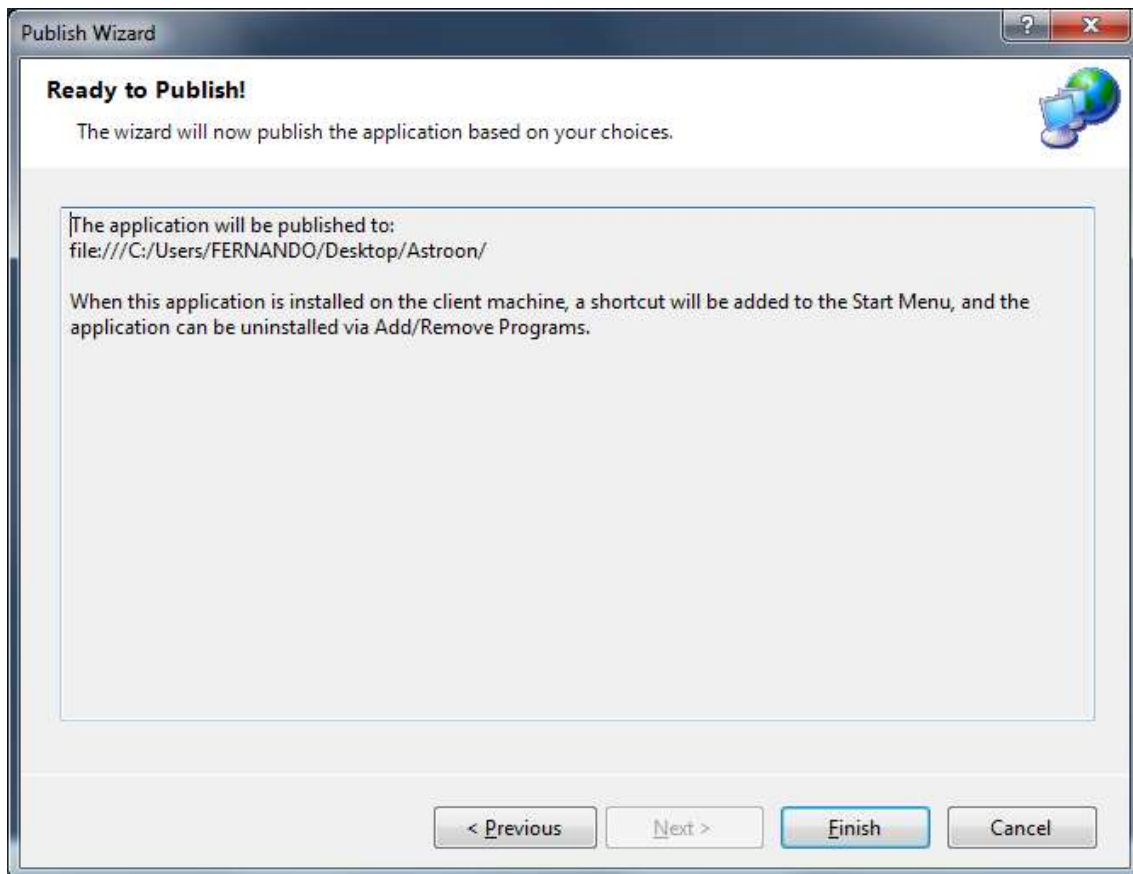 Publish Wizard
?
Ready to Publish!
The wizard will now publish the application based on your choices.
The application will be published to:
file:///C:/Users/FERNANDO/Desktop/Astroon/
When this application is installed on the client machine, a shortcut will be added to the Start Menu, and the
application can be uninstalled via Add/Remove Programs.
< Previous
Next >
Finish
Cancel